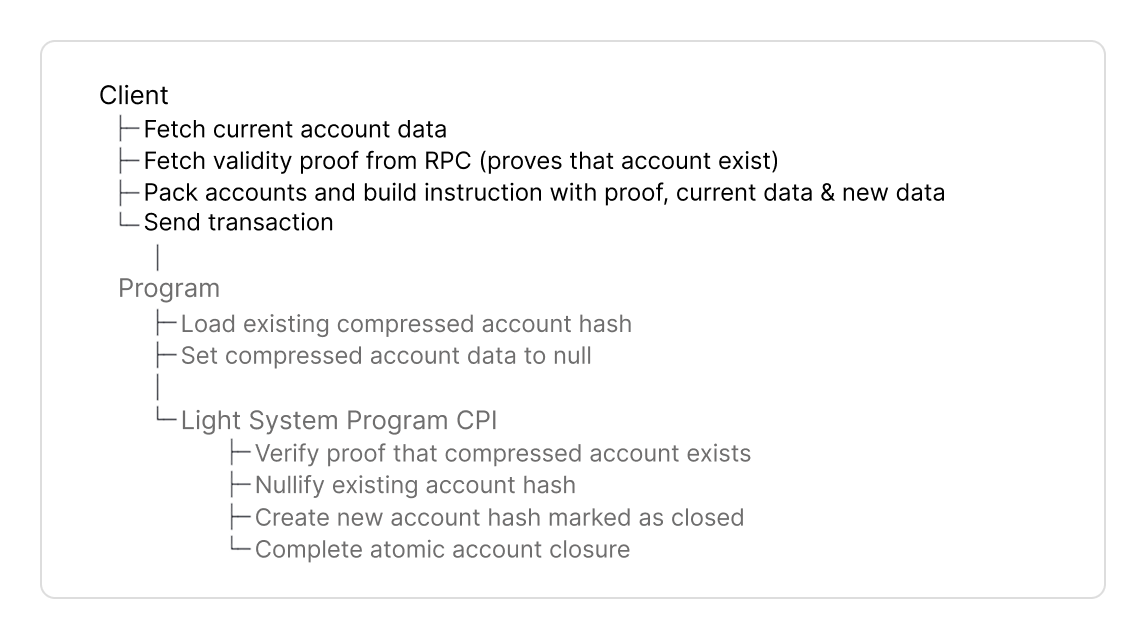 Client
Fetch current account data
Fetch validity proof from RPC (proves that account exist)
Pack accounts and build instruction with proof, current data & new data
Send transaction
Program
Load existing compressed account hash
Set compressed account data to null
Light System Program CPI
Verify proof that compressed account exists
Nullify existing account hash
Create new account hash marked as closed
Complete atomic account closure